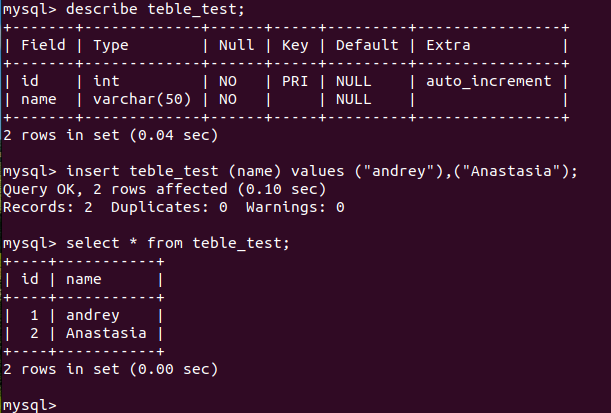 mysql> describe teble_test;
+-------+-------------+------+-----+---------+----------------+
| Field | Type        | Null | Key | Default | Extra          |
+-------+-------------+------+-----+---------+----------------+
| id    | int         | NO   | PRI | NULL    | auto_increment |
| name  | varchar(50) | NO   |     | NULL    |                |
+-------+-------------+------+-----+---------+----------------+
2 rows in set (0.04 sec)

mysql> insert teble_test (name) values ("andrey"),("Anastasia");
Query OK, 2 rows affected (0.10 sec)
Records: 2  Duplicates: 0  Warnings: 0

mysql> select * from teble_test;
+----+-----------+
| id | name      |
+----+-----------+
|  1 | andrey    |
|  2 | Anastasia |
+----+-----------+
2 rows in set (0.00 sec)

mysql>